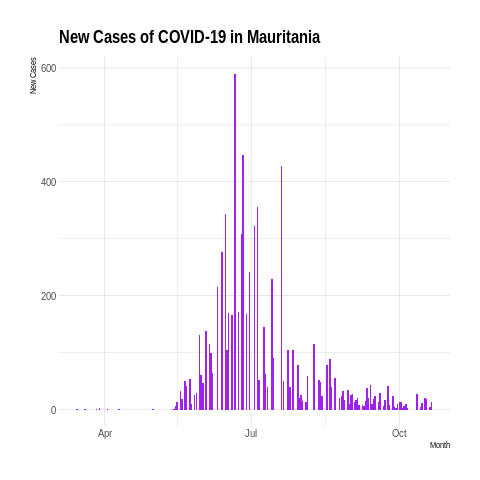 New Cases of COVID-19 in Mauritania
New Cases
600
400
200
0
Apr
Jul
Oct
Month